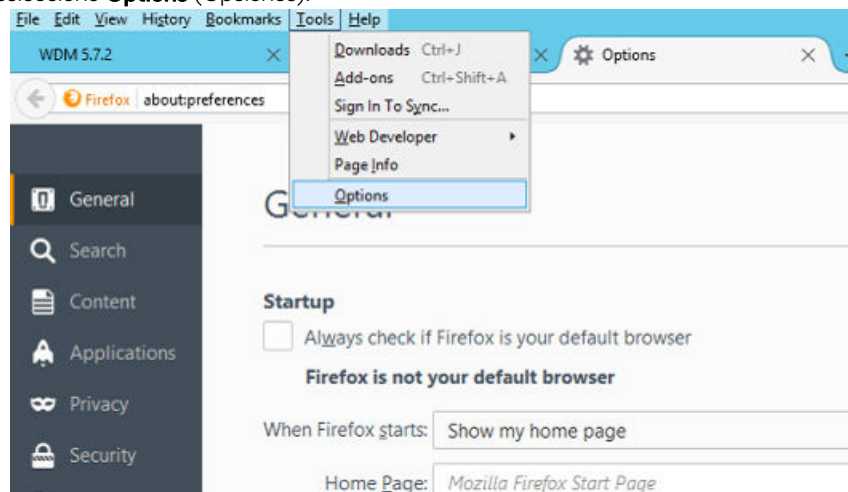 Options (Opciones).
File Edit View History Bookmarks Tools Help
WDM 5.7.2
Options
Downloads Ctrl+J
Add-ons Ctrl+Shift+A
Sign In To Sync...
Web Developer
Page Info
Options
Firefox about:preferences
General
Search
Content
Applications
Privacy
Security
General
Startup
Always check if Firefox is your default browser
Firefox is not your default browser
When Firefox starts: Show my home page
Home Page: Mozilla Firefox Start Page